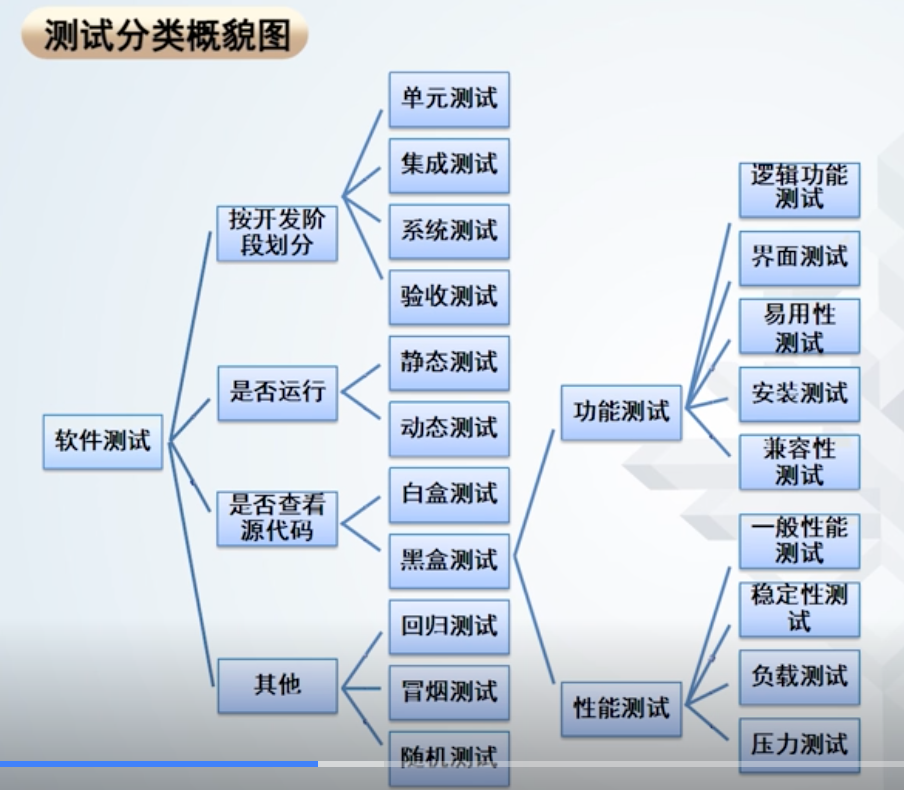 测试分类概貌图
软件测试
按开发阶
段划分
是否运行
是否查看
源代码
其他
单元测试
集成测试
系统测试
验收测试
静态测试
动态测试
白盒测试
黑盒测试
回归测试
冒烟测试
随机测试
功能测试
性能测试
逻辑功能
测试
界面测试
易用性
测试
安装测试
兼容性
测试
一般性能
测试
稳定性测
试
负载测试
压力测试